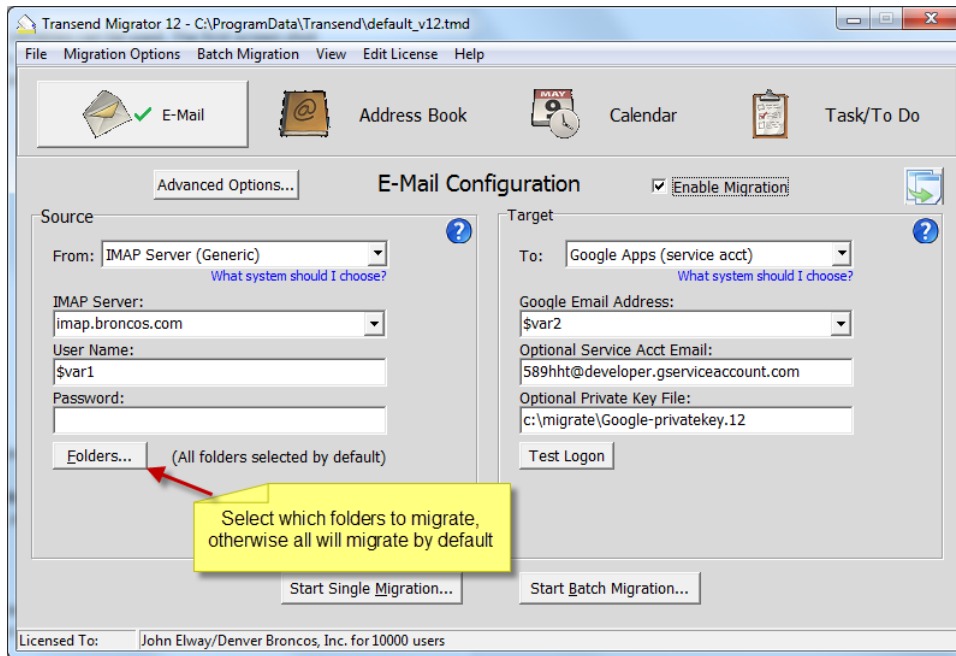 Transend Migrator 12 - C:\ProgramData\Transend\default_v12.tmd
File Migration Options Batch Migration View Edit License Help
E-Mail
Address Book
MAY
9
Calendar
Task/To Do
Advanced Options...
E-Mail Configuration
Enable Migration
Source
From: IMAP Server (Generic)
What system should I choose?
IMAP Server:
imap.broncos.com
User Name:
$var1
Password:
Folders... (All folders selected by default)
Target
To: Google Apps (service acct)
What system should I choose?
Google Email Address:
$var2
Optional Service Acct Email:
589hht@developer.gserviceaccount.com
Optional Private Key File:
c:\migrate\Google-privatekey.12
Test Logon
Select which folders to migrate,
otherwise all will migrate by default
Start Single Migration...
Start Batch Migration...
Licensed To: John Elway/Denver Broncos, Inc. for 10000 users